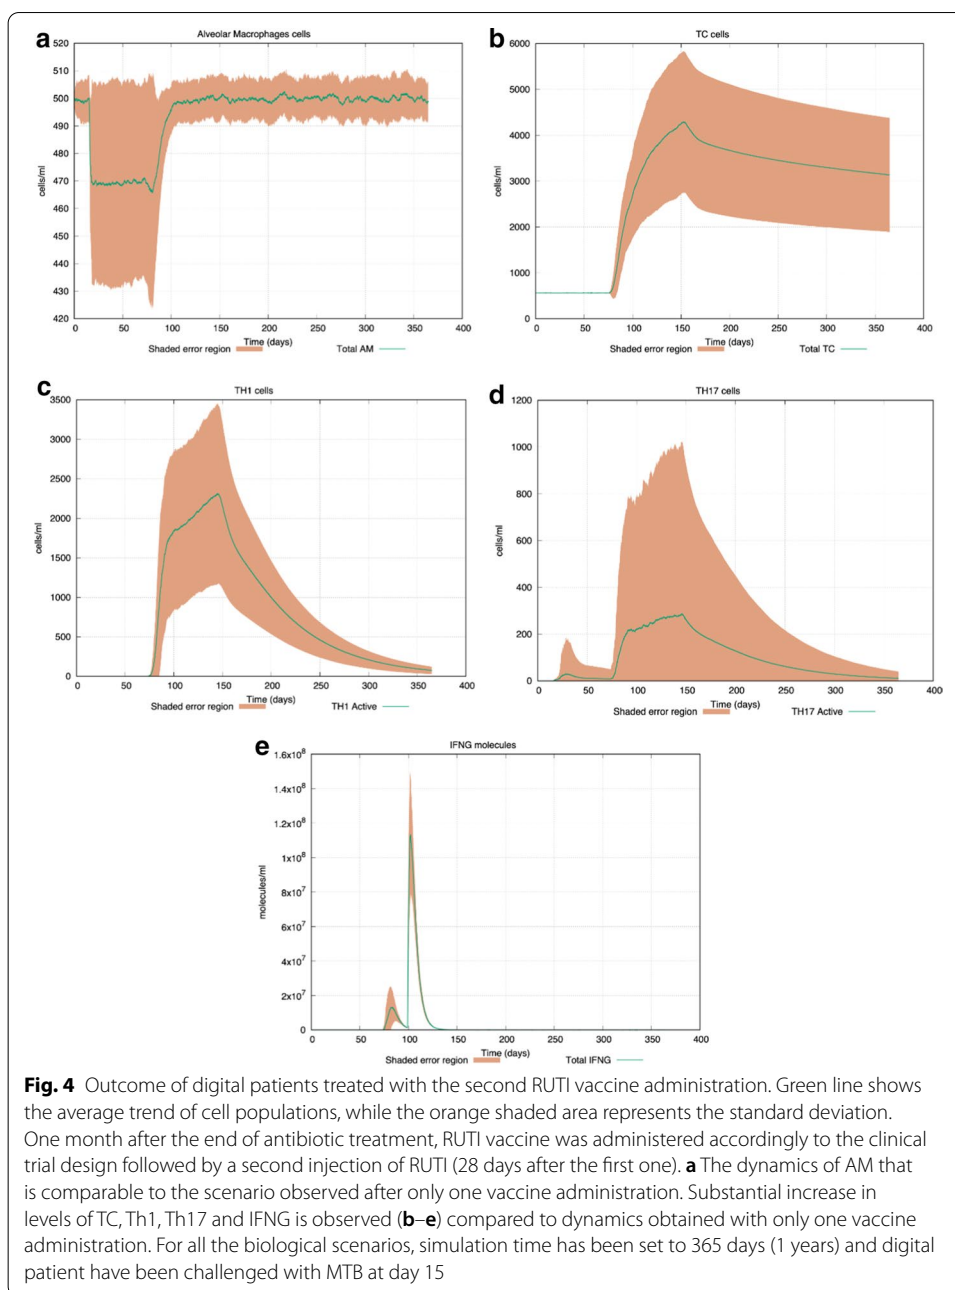 a
Alveolar Macrophages cells
520
510
500
490
480
470
460
450
440
430
420
cells/ml
0 50 100 150 200 250 300 350 400
Time (days)
Shaded error region Total AM
b
TC cells
6000
5000
4000
3000
2000
1000
0
cells/ml
0 50 100 150 200 250 300 350 400
Time (days)
Shaded error region Total TC
c
TH1 cells
3500
3000
2500
2000
1500
1000
500
0
cells/ml
0 50 100 150 200 250 300 350 400
Time (days)
Shaded error region TH1 Active
d
TH17 cells
1200
1000
800
600
400
200
0
cells/ml
0 50 100 150 200 250 300 350 400
Time (days)
Shaded error region TH17 Active
e
IFNG molecules
1.6x10⁸
1.4x10⁸
1.2x10⁸
1x10⁸
8x10⁷
6x10⁷
4x10⁷
2x10⁷
0
molecules/ml
0 50 100 150 200 250 300 350 400
Time (days)
Shaded error region Total IFNG
Fig. 4 Outcome of digital patients treated with the second RUTI vaccine administration. Green line shows
the average trend of cell populations, while the orange shaded area represents the standard deviation.
One month after the end of antibiotic treatment, RUTI vaccine was administered accordingly to the clinical
trial design followed by a second injection of RUTI (28 days after the first one). a The dynamics of AM that
is comparable to the scenario observed after only one vaccine administration. Substantial increase in
levels of TC, Th1, Th17 and IFNG is observed (b–e) compared to dynamics obtained with only one vaccine
administration. For all the biological scenarios, simulation time has been set to 365 days (1 years) and digital
patient have been challenged with MTB at day 15